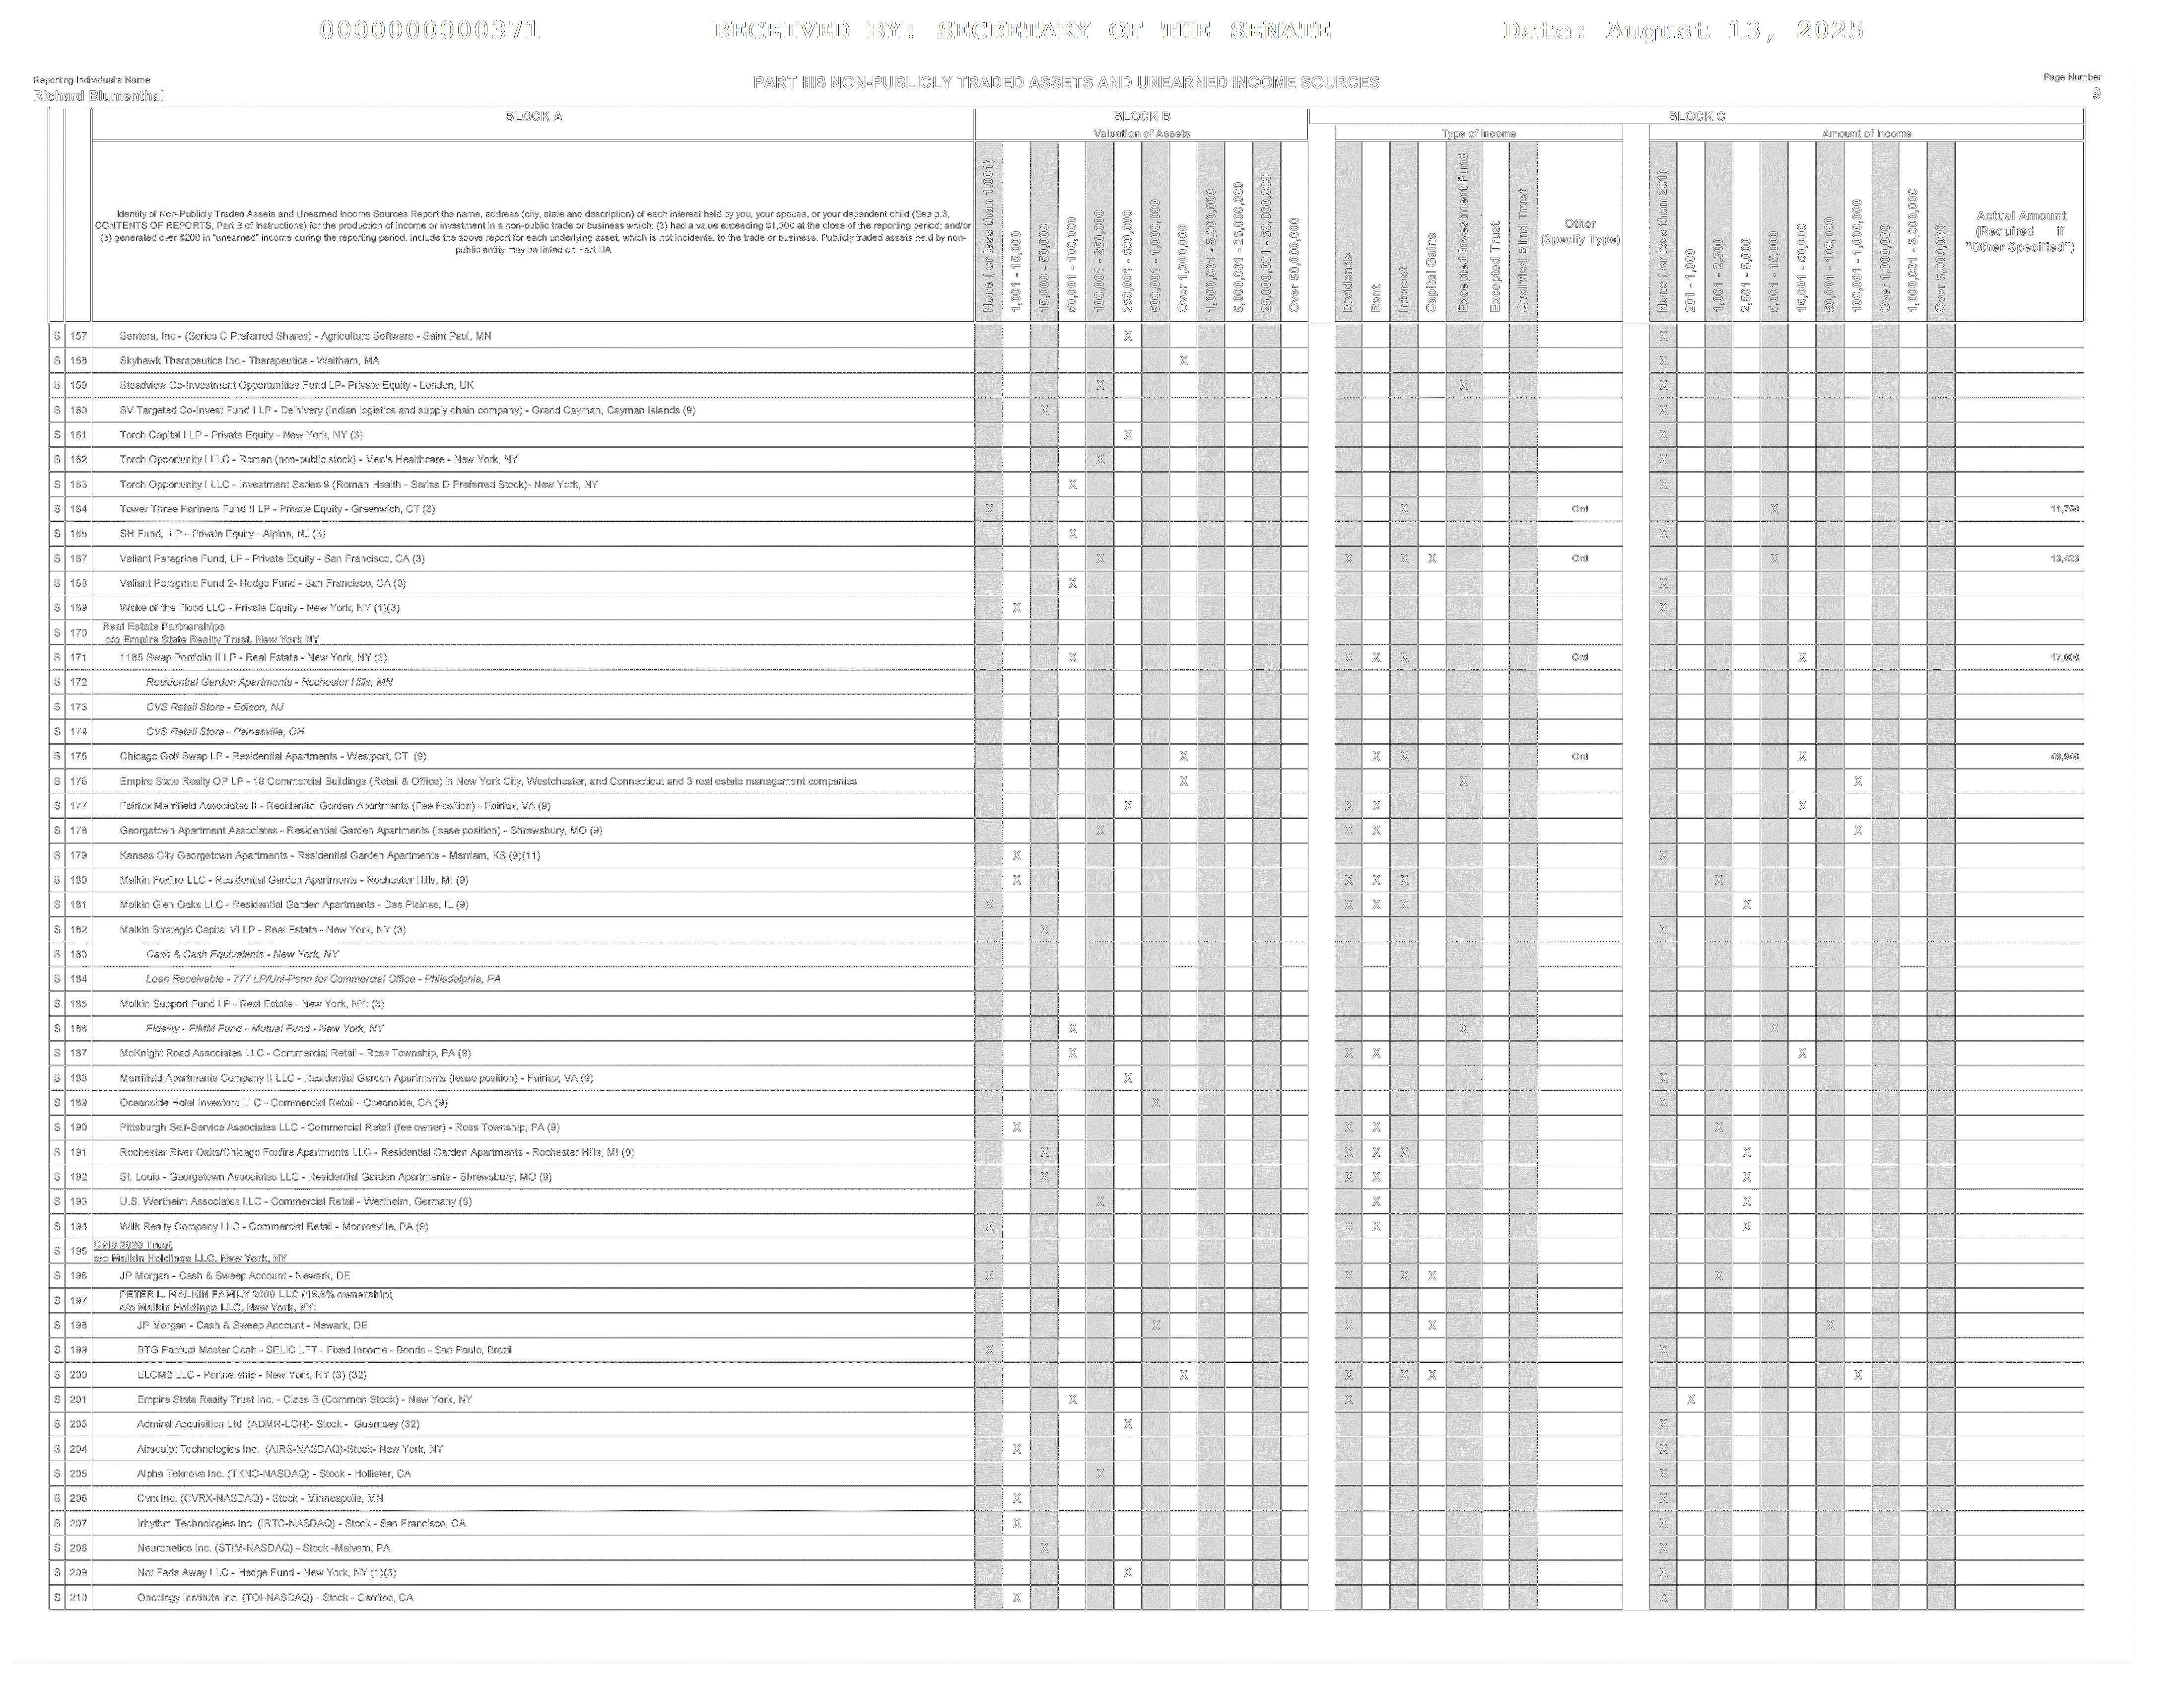 0000000000371 RECEIVED BY: SECRETARY OF THE SENATE Date: August 13, 2025
Reporting Individual's Name
Richard Blumenthal
PART IIIB NON-PUBLICLY TRADED ASSETS AND UNEARNED INCOME SOURCES
Page Number
9
BLOCK A BLOCK B BLOCK C
Valuation of Assets Type of Income Amount of Income
Identity of Non-Publicly Traded Assets and Unearned Income Sources Report the name, address (city, state and description) of each interest held by you, your spouse, or your dependent child (See p.3,
CONTENTS OF REPORTS, Part B of Instructions) for the production of income or investment in a non-public trade or business which: (3) had a value exceeding $1,000 at the close of the reporting period; and/or
(3) generated over $200 in "unearned" income during the reporting period. Include the above report for each underlying asset, which is not incidental to the trade or business. Publicly traded assets held by non-
public entity may be listed on Part IIIA
None ( or less than 1,001)
1,001 - 15,000
15,000 - 50,000
50,001 - 100,000
100,001 - 250,000
250,001 - 500,000
500,001 - 1,000,000
Over 1,000,000
1,000,001 - 5,000,000
5,000,001 - 25,000,000
25,000,001 - 50,000,000
Over 50,000,000
Dividends
Rent
Interest
Capital Gains
Excepted Investment Fund
Excepted Trust
Qualified Blind Trust
Other
(Specify Type)
None ( or less than 201)
201 - 1,000
1,001 - 2,500
2,501 - 5,000
5,001 - 15,000
15,001 - 50,000
50,001 - 100,000
100,001 - 1,000,000
Over 1,000,000
1,000,001 - 5,000,000
Over 5,000,000
Actual Amount
(Required if
"Other Specified")
S 157 Sentera, Inc - (Series C Preferred Shares) - Agriculture Software - Saint Paul, MN X X
S 158 Skyhawk Therapeutics Inc - Therapeutics - Waltham, MA X X
S 159 Steadview Co-Investment Opportunities Fund LP- Private Equity - London, UK X X X
S 160 SV Targeted Co-Invest Fund I LP - Delhivery (Indian logistics and supply chain company) - Grand Cayman, Cayman Islands (9) X X
S 161 Torch Capital I LP - Private Equity - New York, NY (3) X X
S 162 Torch Opportunity I LLC - Roman (non-public stock) - Men's Healthcare - New York, NY X X
S 163 Torch Opportunity I LLC - Investment Series 9 (Roman Health - Series D Preferred Stock)- New York, NY X X
S 164 Tower Three Partners Fund II LP - Private Equity - Greenwich, CT (3) X X Ord X
S 165 SH Fund, LP - Private Equity - Alpine, NJ (3) X X
S 167 Valiant Peregrine Fund, LP - Private Equity - San Francisco, CA (3) X X X X Ord X
S 168 Valiant Peregrine Fund 2- Hedge Fund - San Francisco, CA (3) X X
S 169 Wake of the Flood LLC - Private Equity - New York, NY (1)(3) X X
S 170 Real Estate Partnerships
c/o Empire State Realty Trust, New York NY
S 171 1185 Swap Portfolio II LP - Real Estate - New York, NY (3) X X X X Ord X
S 172 Residential Garden Apartments - Rochester Hills, MN
S 173 CVS Retail Store - Edison, NJ
S 174 CVS Retail Store - Painesville, OH
S 175 Chicago Golf Swap LP - Residential Apartments - Westport, CT (9) X X X Ord X
S 176 Empire State Realty OP LP - 18 Commercial Buildings (Retail & Office) in New York City, Westchester, and Connecticut and 3 real estate management companies X X X
S 177 Fairfax Merrifield Associates II - Residential Garden Apartments (Fee Position) - Fairfax, VA (9) X X X X
S 178 Georgetown Apartment Associates - Residential Garden Apartments (lease position) - Shrewsbury, MO (9) X X X X
S 179 Kansas City Georgetown Apartments - Residential Garden Apartments - Merriam, KS (9)(11) X X
S 180 Malkin Foxfire LLC - Residential Garden Apartments - Rochester Hills, MI (9) X X X X X
S 181 Malkin Glen Oaks LLC - Residential Garden Apartments - Des Plaines, IL (9) X X X X X
S 182 Malkin Strategic Capital VI LP - Real Estate - New York, NY (3) X X
S 183 Cash & Cash Equivalents - New York, NY
S 184 Loan Receivable - 777 LP/Uni-Penn for Commercial Office - Philadelphia, PA
S 185 Malkin Support Fund LP - Real Estate - New York, NY: (3)
S 186 Fidelity - FIMM Fund - Mutual Fund - New York, NY X X X
S 187 McKnight Road Associates LLC - Commercial Retail - Ross Township, PA (9) X X X X
S 188 Merrifield Apartments Company II LLC - Residential Garden Apartments (lease position) - Fairfax, VA (9) X X
S 189 Oceanside Hotel Investors LLC - Commercial Retail - Oceanside, CA (9) X X
S 190 Pittsburgh Self-Service Associates LLC - Commercial Retail (fee owner) - Ross Township, PA (9) X X X X
S 191 Rochester River Oaks/Chicago Foxfire Apartments LLC - Residential Garden Apartments - Rochester Hills, MI (9) X X X X X
S 192 St. Louis - Georgetown Associates LLC - Residential Garden Apartments - Shrewsbury, MO (9) X X X X
S 193 U.S. Wertheim Associates LLC - Commercial Retail - Wertheim, Germany (9) X X X
S 194 Wilk Realty Company LLC - Commercial Retail - Monroeville, PA (9) X X X X
S 195 CMB 2020 Trust
c/o Malkin Holdings LLC, New York, NY
S 196 JP Morgan - Cash & Sweep Account - Newark, DE X X X X X
S 197 PETER L. MALKIN FAMILY 2000 LLC ownership)
c/o Malkin Holdings LLC, New York, NY:
S 198 JP Morgan - Cash & Sweep Account - Newark, DE X X X X
S 199 BTG Pactual Master Cash - SELIC LFT - Fixed Income - Bonds - Sao Paulo, Brazil X X
S 200 ELCM2 LLC - Partnership - New York, NY (3) (32) X X X X X
S 201 Empire State Realty Trust Inc. - Class B (Common Stock) - New York, NY X X X
S 203 Admiral Acquisition Ltd (ADMR-LON)- Stock - Guernsey (32) X X
S 204 Airsculpt Technologies Inc. (AIRS-NASDAQ)-Stock- New York, NY X X
S 205 Alpha Teknova Inc. (TKNO-NASDAQ) - Stock - Hollister, CA X X
S 206 Cvrx Inc. (CVRX-NASDAQ) - Stock - Minneapolis, MN X X
S 207 Irhythm Technologies Inc. (IRTC-NASDAQ) - Stock - San Francisco, CA X X
S 208 Neuronetics Inc. (STIM-NASDAQ) - Stock -Malvern, PA X X
S 209 Not Fade Away LLC - Hedge Fund - New York, NY (1)(3) X X
S 210 Oncology Institute Inc. (TOI-NASDAQ) - Stock - Cerritos, CA X X